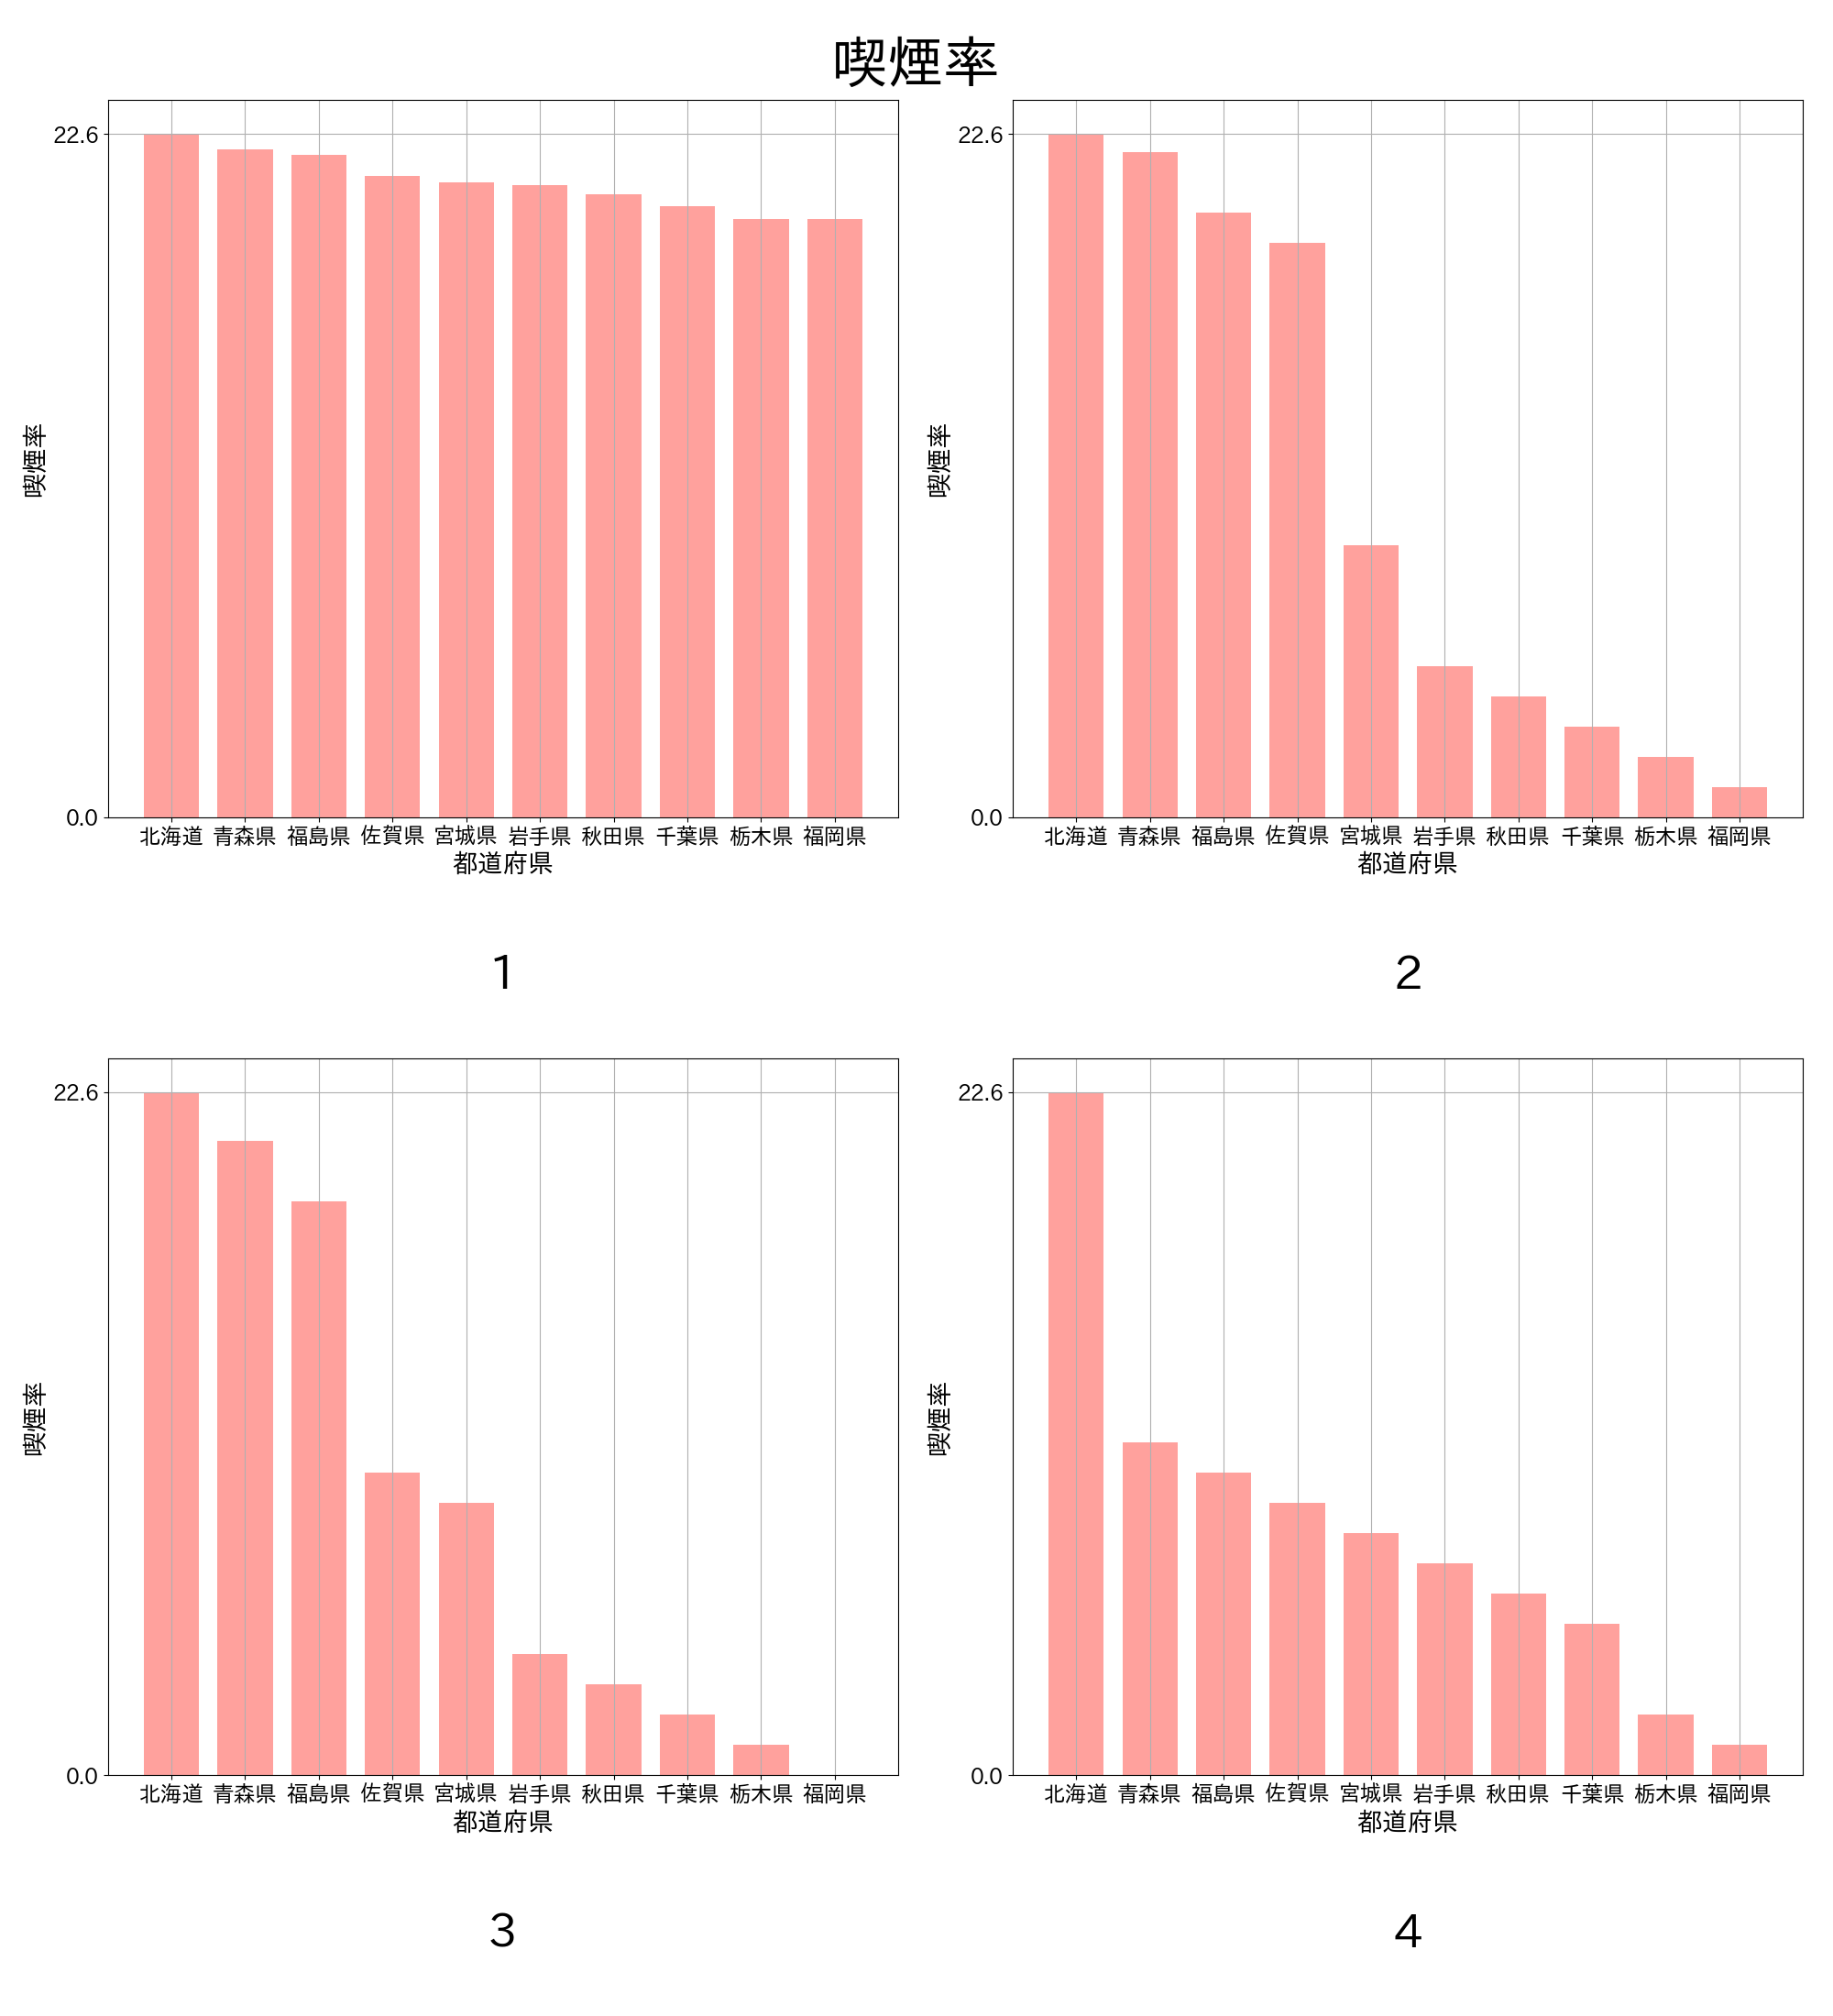 喫煙率
22.6
0.0
喫煙率
北海道 青森県 福島県 佐賀県 宮城県 岩手県 秋田県 千葉県 栃木県 福岡県
都道府県
1
22.6
0.0
喫煙率
北海道 青森県 福島県 佐賀県 宮城県 岩手県 秋田県 千葉県 栃木県 福岡県
都道府県
2
22.6
0.0
喫煙率
北海道 青森県 福島県 佐賀県 宮城県 岩手県 秋田県 千葉県 栃木県 福岡県
都道府県
3
22.6
0.0
喫煙率
北海道 青森県 福島県 佐賀県 宮城県 岩手県 秋田県 千葉県 栃木県 福岡県
都道府県
4